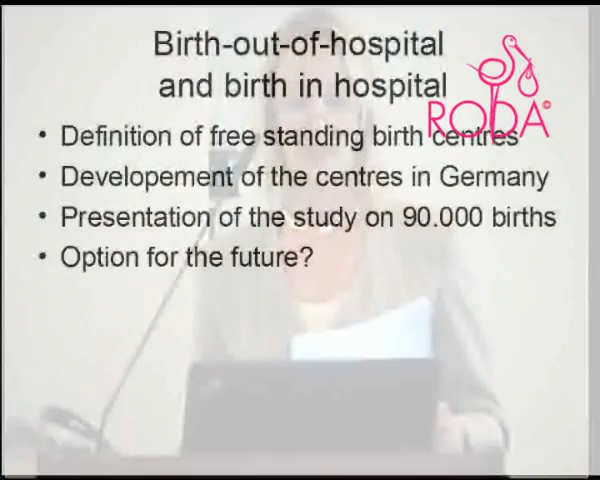 Birth-out-of-hospital
and birth in hospital
RODA©
• Definition of free standing birth centres
• Developement of the centres in Germany
• Presentation of the study on 90.000 births
• Option for the future?